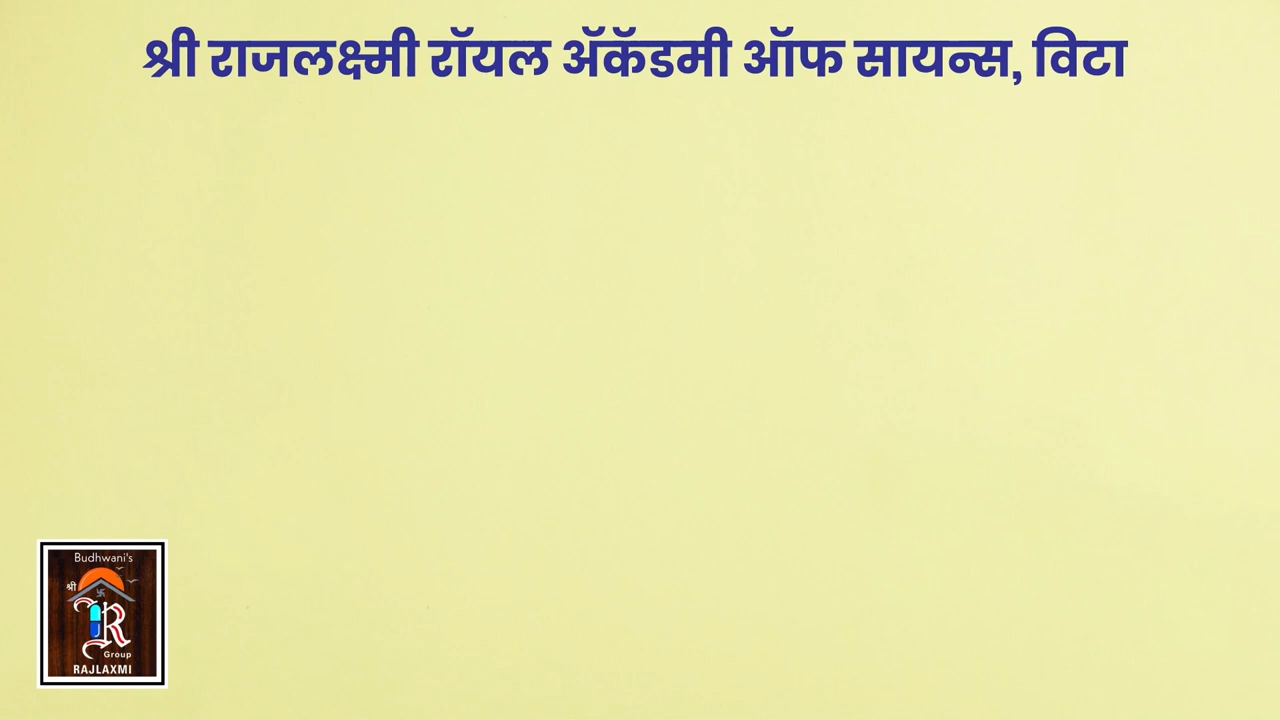 श्री राजलक्ष्मी रॉयल ॲकॅडमी ऑफ सायन्स, विटा
Budhwani's
श्री
R
Group
RAJLAXMI